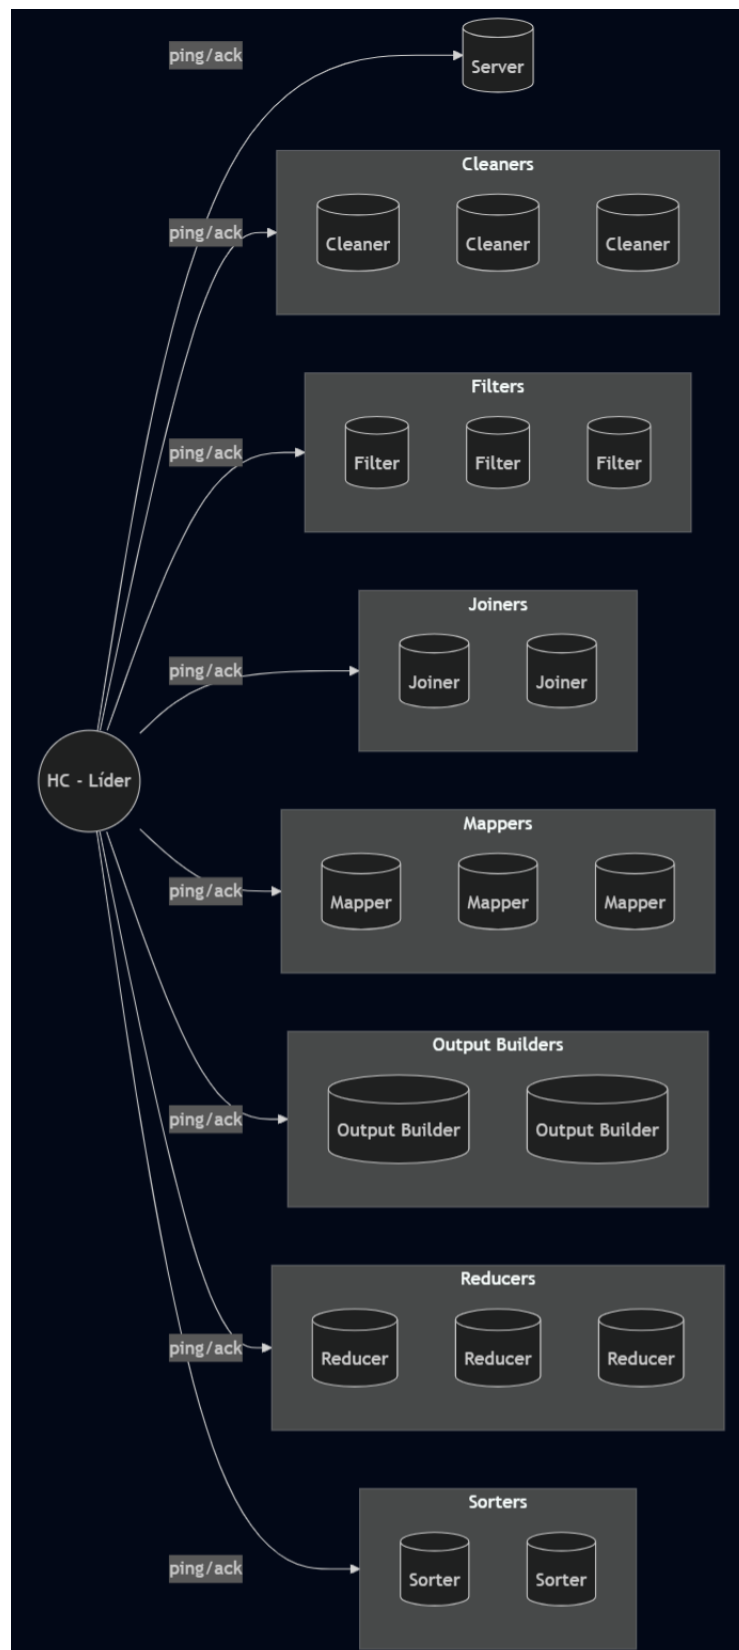 ping/ack
Server
Cleaners
ping/ack
Cleaner
Cleaner
Cleaner
Filters
ping/ack
Filter
Filter
Filter
Joiners
ping/ack
Joiner
Joiner
HC - Líder
Mappers
ping/ack
Mapper
Mapper
Mapper
Output Builders
ping/ack
Output Builder
Output Builder
Reducers
ping/ack
Reducer
Reducer
Reducer
Sorters
ping/ack
Sorter
Sorter